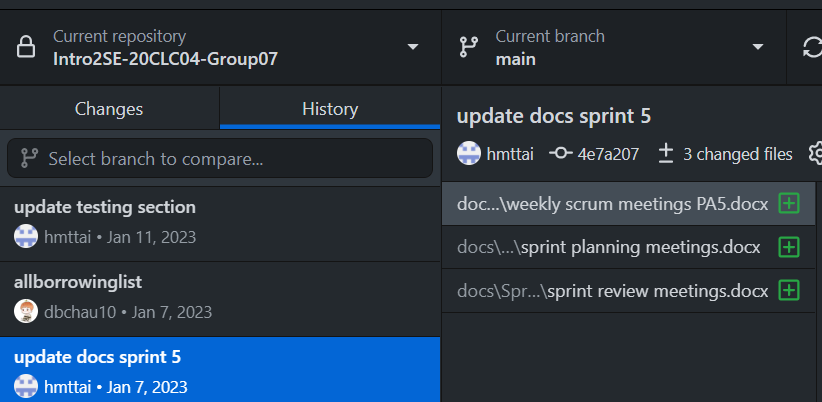 Current repository
Intro2SE-20CLC04-Group07
Current branch
main
Changes
History
Select branch to compare...
update testing section
hmttai • Jan 11, 2023
allborrowinglist
dbchau10 • Jan 7, 2023
update docs sprint 5
hmttai • Jan 7, 2023
update docs sprint 5
hmttai 4e7a207 3 changed files
doc...\weekly scrum meetings PA5.docx
docs\...\sprint planning meetings.docx
docs\Spr...\sprint review meetings.docx